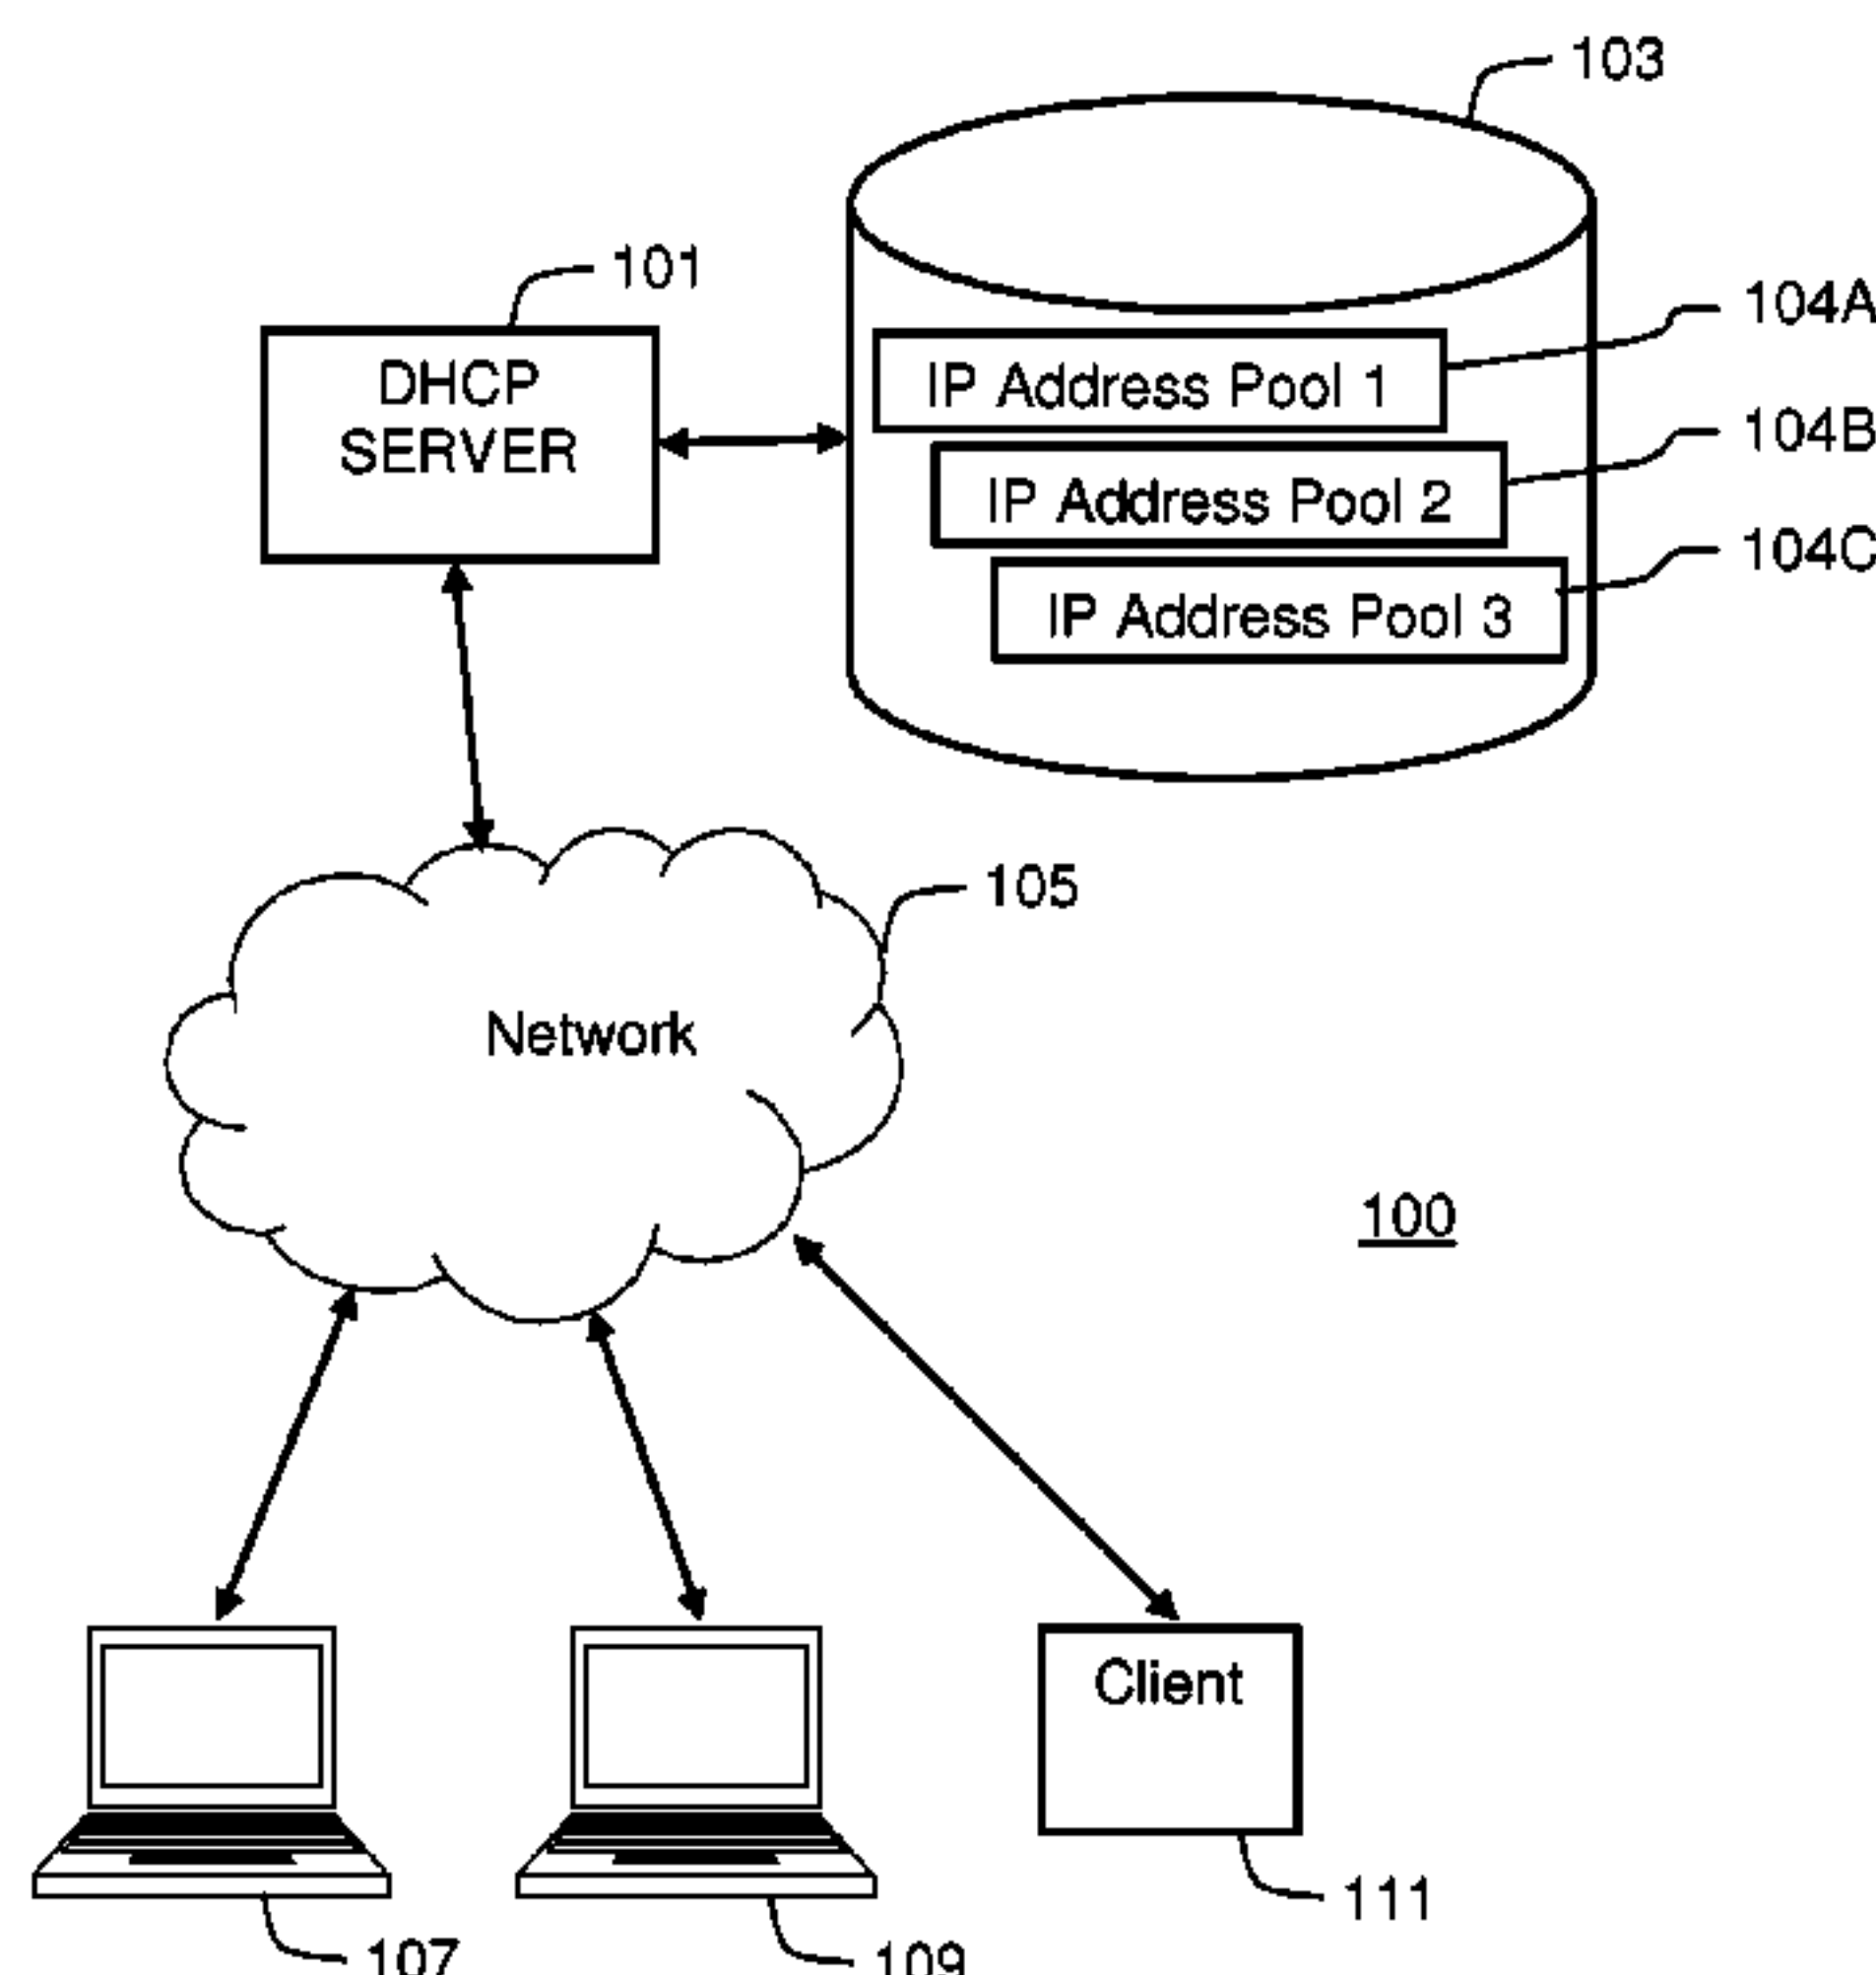 103
101
DHCP
SERVER
104A
IP Address Pool 1
104B
IP Address Pool 2
104C
IP Address Pool 3
105
Network
100
Client
111
107
109